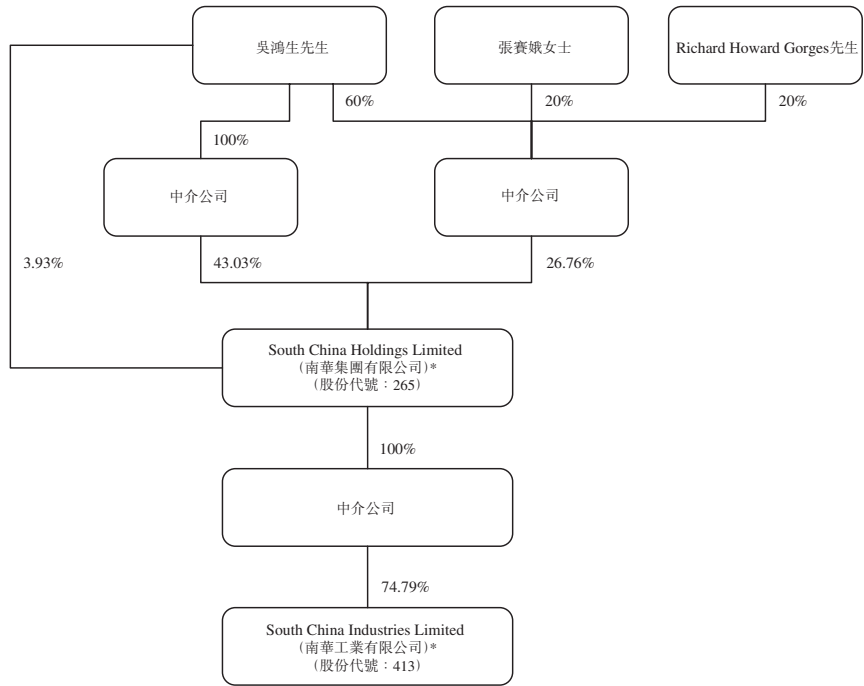 吳鴻生先生
張賽娥女士
Richard Howard Gorges先生
60%
20%
20%
100%
中介公司
中介公司
3.93%
43.03%
26.76%
South China Holdings Limited
(南華集團有限公司)*
(股份代號：265)
100%
中介公司
74.79%
South China Industries Limited
(南華工業有限公司)*
(股份代號：413)